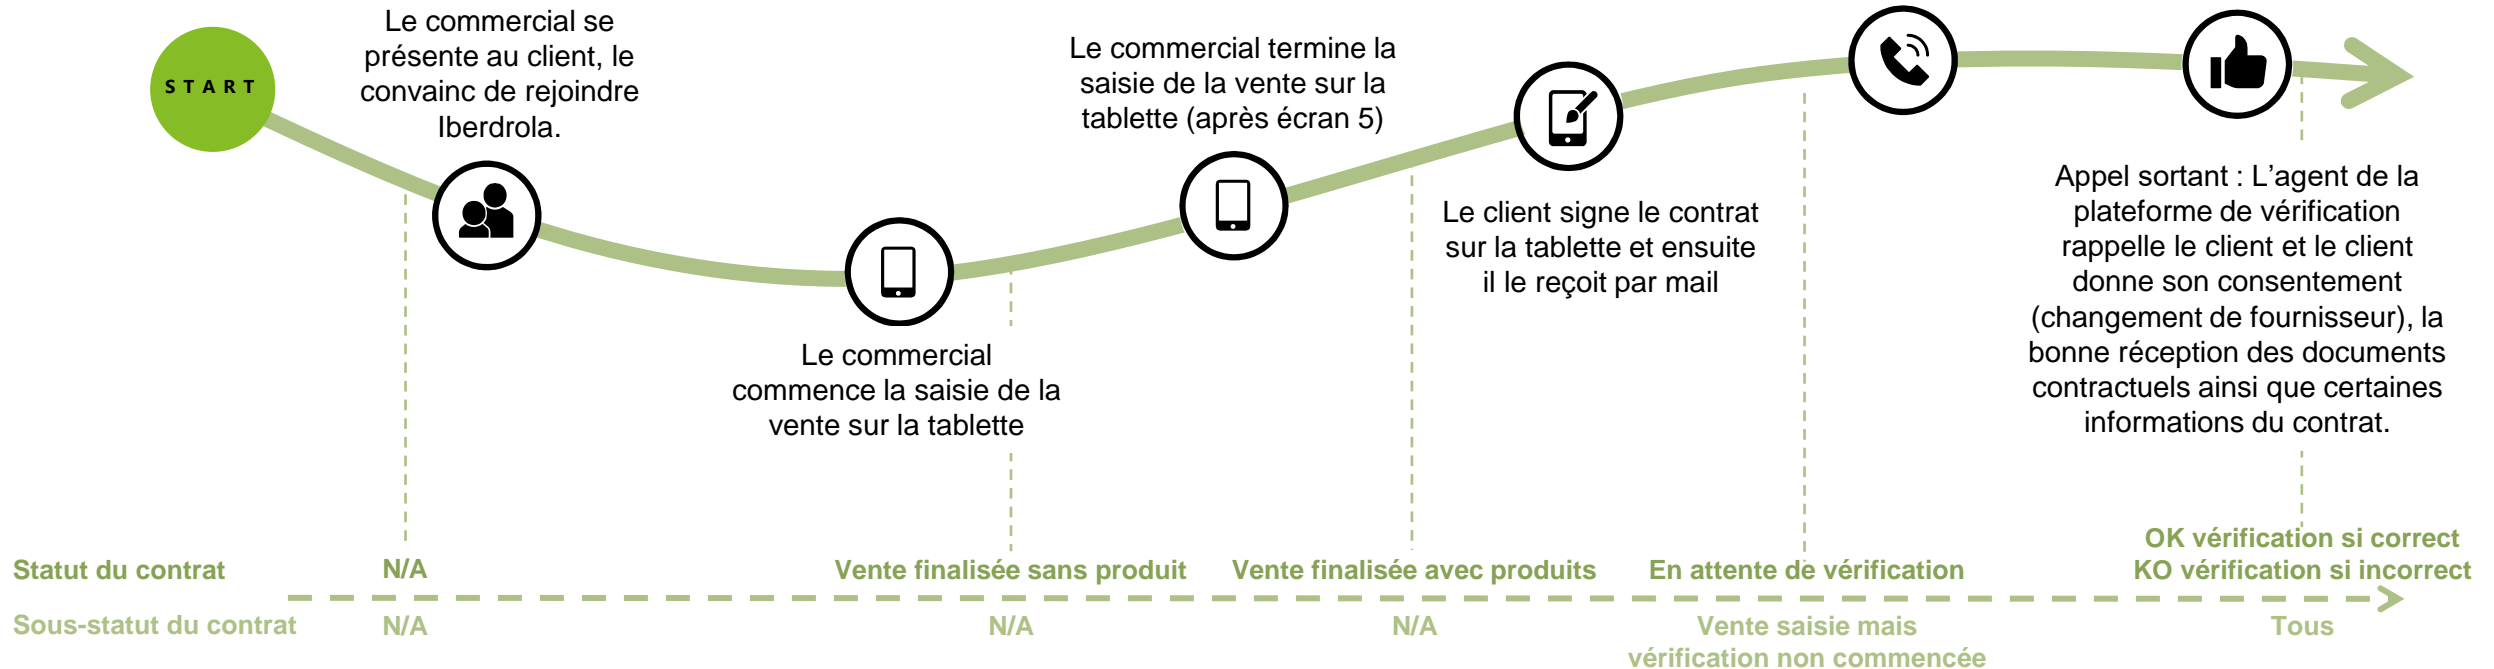 START
Le commercial se
présente au client, le
convainc de rejoindre
Iberdrola.
Le commercial
commence la saisie de la
vente sur la tablette
Le commercial termine la
saisie de la vente sur la
tablette (après écran 5)
Le client signe le contrat
sur la tablette et ensuite
il le reçoit par mail
Appel sortant : L’agent de la
plateforme de vérification
rappelle le client et le client
donne son consentement
(changement de fournisseur), la
bonne réception des documents
contractuels ainsi que certaines
informations du contrat.
Statut du contrat
N/A
Vente finalisée sans produit
Vente finalisée avec produits
En attente de vérification
OK vérification si correct
KO vérification si incorrect
Sous-statut du contrat
N/A
N/A
N/A
Vente saisie mais
vérification non commencée
Tous